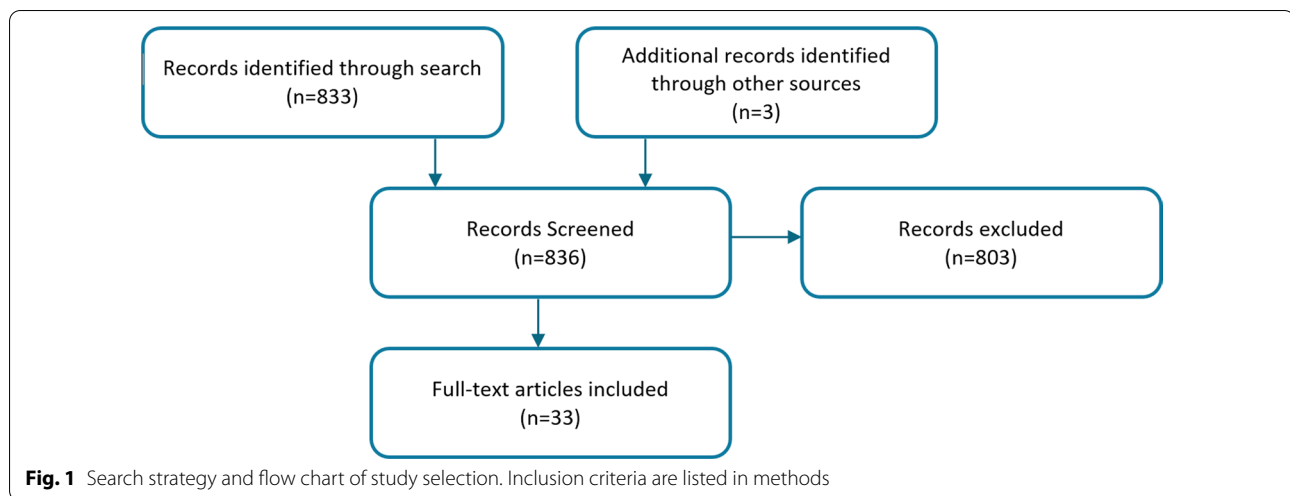 Records identified through search
(n=833)
Additional records identified
through other sources
(n=3)
Records Screened
(n=836)
Records excluded
(n=803)
Full-text articles included
(n=33)
Fig. 1 Search strategy and flow chart of study selection. Inclusion criteria are listed in methods